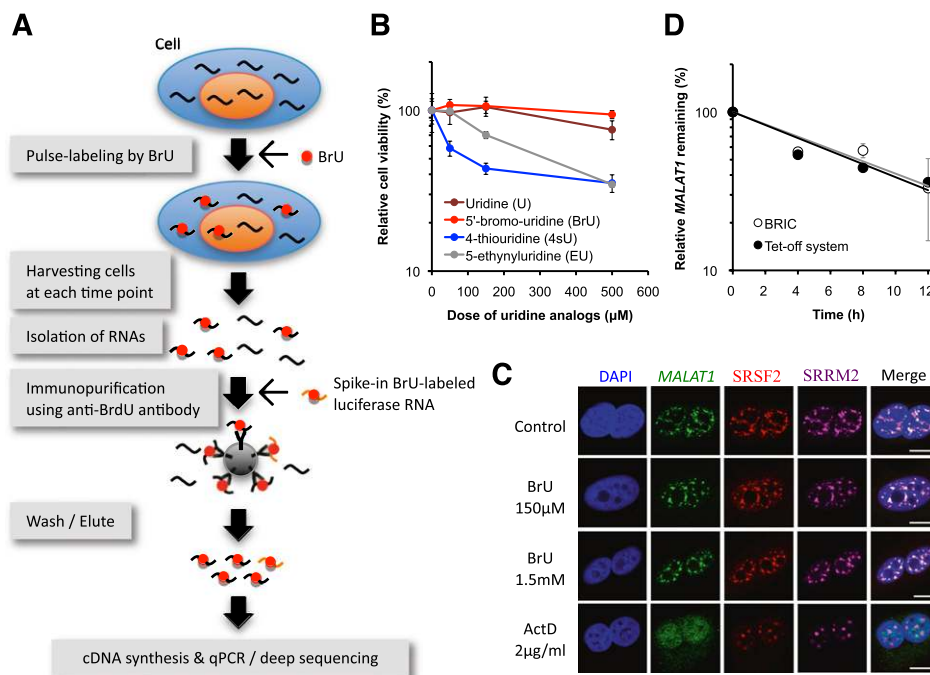 A
Cell
Pulse-labeling by BrU
BrU
Harvesting cells
at each time point
Isolation of RNAs
Immunopurification
using anti-BrdU antibody
Spike-in BrU-labeled
luciferase RNA
Wash / Elute
cDNA synthesis & qPCR / deep sequencing
B
Relative cell viability (%)
100
10
Uridine (U)
5'-bromo-uridine (BrU)
4-thiouridine (4sU)
5-ethynyluridine (EU)
0 100 200 300 400 500 600
Dose of uridine analogs (µM)
D
Relative MALAT1 remaining (%)
100
10
BRIC
Tet-off system
0 4 8 12
Time (h)
C
DAPI MALAT1 SRSF2 SRRM2 Merge
Control
BrU
150µM
BrU
1.5mM
ActD
2µg/ml